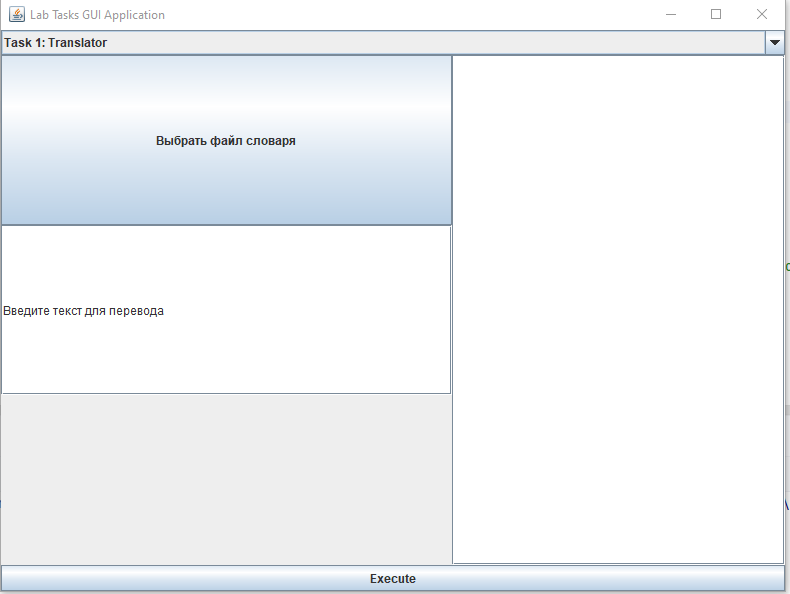 Lab Tasks GUI Application
Task 1: Translator
Выбрать файл словаря
Введите текст для перевода
Execute